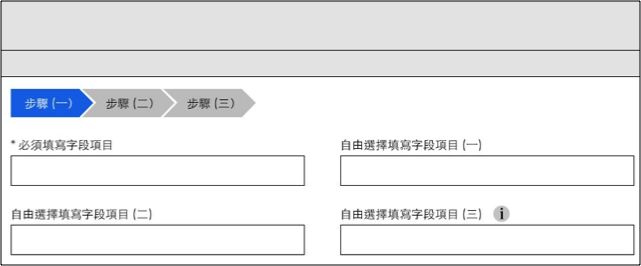 步驟 (一)
步驟 (二)
步驟 (三)
* 必須填寫字段項目
自由選擇填寫字段項目 (一)
自由選擇填寫字段項目 (二)
自由選擇填寫字段項目 (三) i